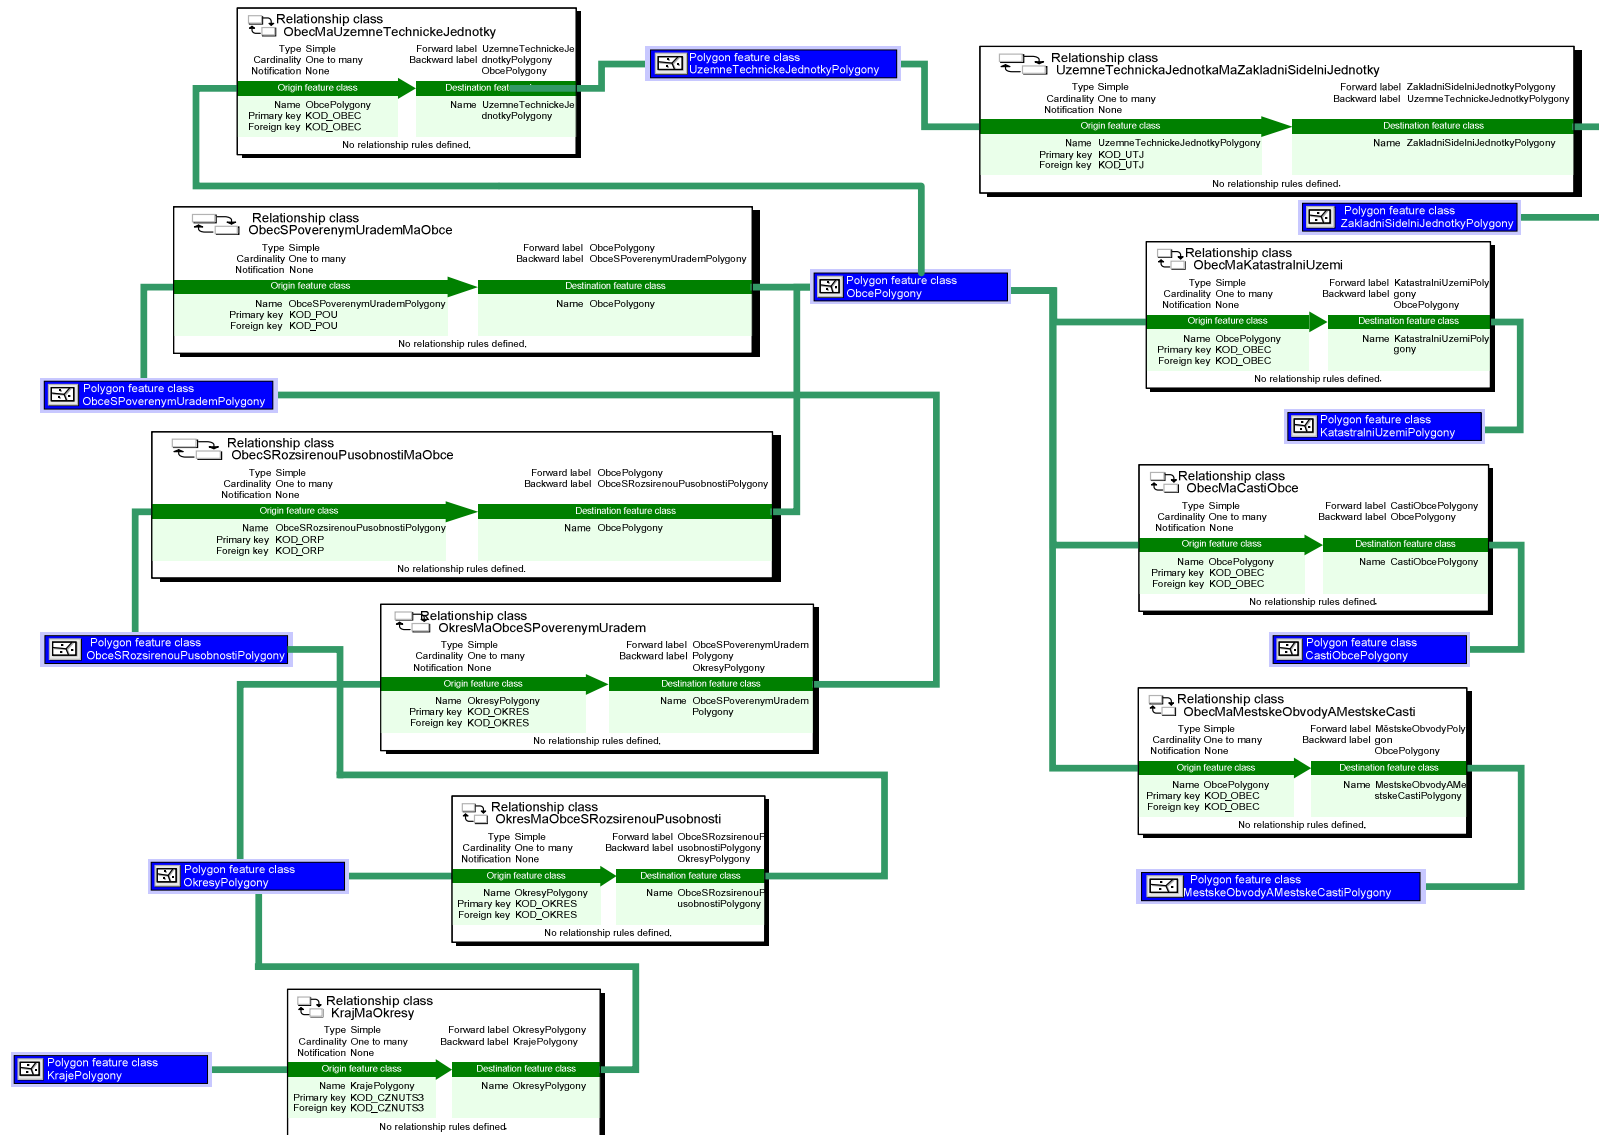 Relationship class
ObecMaUzemneTechnickeJednotky
Type Simple
Cardinality One to many
Notification None
Forward label UzemneTechnickeJe
Backward label dnotkyPolygony
ObcePolygony
Origin feature class
Destination feat
Name ObcePolygony
Primary key KOD_OBEC
Foreign key KOD_OBEC
Name UzemneTechnickeJe
dnotkyPolygony
No relationship rules defined.
Polygon feature class
UzemneTechnickeJednotkyPolygony
Relationship class
UzemneTechnickaJednotkaMaZakladniSidelniJednotky
Type Simple
Cardinality One to many
Notification None
Forward label ZakladniSidelniJednotkyPolygony
Backward label UzemneTechnickeJednotkyPolygony
Origin feature class
Destination feature class
Name UzemneTechnickeJednotkyPolygony
Primary key KOD_UTJ
Foreign key KOD_UTJ
Name ZakladniSidelniJednotkyPolygony
No relationship rules defined.
Polygon feature class
ZakladniSidelniJednotkyPolygony
Relationship class
ObecSPoverenymUrademMaObce
Type Simple
Cardinality One to many
Notification None
Forward label ObcePolygony
Backward label ObceSPoverenymUrademPolygony
Origin feature class
Destination feature class
Name ObceSPoverenymUrademPolygony
Primary key KOD_POU
Foreign key KOD_POU
Name ObcePolygony
No relationship rules defined.
Polygon feature class
ObcePolygony
Relationship class
ObecMaKatastralniUzemi
Type Simple
Cardinality One to many
Notification None
Forward label KatastralniUzemiPoly
Backward label gony
ObcePolygony
Origin feature class
Destination feature class
Name ObcePolygony
Primary key KOD_OBEC
Foreign key KOD_OBEC
Name KatastralniUzemiPoly
gony
No relationship rules defined.
Polygon feature class
ObceSPoverenymUrademPolygony
Polygon feature class
KatastralniUzemiPolygony
Relationship class
ObecSRozsirenouPusobnostiMaObce
Type Simple
Cardinality One to many
Notification None
Forward label ObcePolygony
Backward label ObceSRozsirenouPusobnostiPolygony
Origin feature class
Destination feature class
Name ObceSRozsirenouPusobnostiPolygony
Primary key KOD_ORP
Foreign key KOD_ORP
Name ObcePolygony
No relationship rules defined.
Relationship class
ObecMaCastiObce
Type Simple
Cardinality One to many
Notification None
Forward label CastiObcePolygony
Backward label ObcePolygony
Origin feature class
Destination feature class
Name ObcePolygony
Primary key KOD_OBEC
Foreign key KOD_OBEC
Name CastiObcePolygony
No relationship rules defined.
Polygon feature class
ObceSRozsirenouPusobnostiPolygony
Polygon feature class
CastiObcePolygony
Relationship class
OkresMaObceSPoverenymUradem
Type Simple
Cardinality One to many
Notification None
Forward label ObceSPoverenymUradem
Backward label Polygony
OkresyPolygony
Origin feature class
Destination feature class
Name OkresyPolygony
Primary key KOD_OKRES
Foreign key KOD_OKRES
Name ObceSPoverenymUradem
Polygony
No relationship rules defined.
Relationship class
ObecMaMestskeObvodyAMestskeCasti
Type Simple
Cardinality One to many
Notification None
Forward label MěstskeObvodyPoly
Backward label gon
ObcePolygony
Origin feature class
Destination feature class
Name ObcePolygony
Primary key KOD_OBEC
Foreign key KOD_OBEC
Name MestskeObvodyAMe
stskeCastiPolygony
No relationship rules defined.
Relationship class
OkresMaObceSRozsirenouPusobnosti
Type Simple
Cardinality One to many
Notification None
Forward label ObceSRozsirenouP
Backward label usobnostiPolygony
OkresyPolygony
Origin feature class
Destination feature class
Name OkresyPolygony
Primary key KOD_OKRES
Foreign key KOD_OKRES
Name ObceSRozsirenouP
usobnostiPolygony
No relationship rules defined.
Polygon feature class
OkresyPolygony
Polygon feature class
MestskeObvodyAMestskeCastiPolygony
Relationship class
KrajMaOkresy
Type Simple
Cardinality One to many
Notification None
Forward label OkresyPolygony
Backward label KrajePolygony
Origin feature class
Destination feature class
Name KrajePolygony
Primary key KOD_CZNUTS3
Foreign key KOD_CZNUTS3
Name OkresyPolygony
No relationship rules defined.
Polygon feature class
KrajePolygony